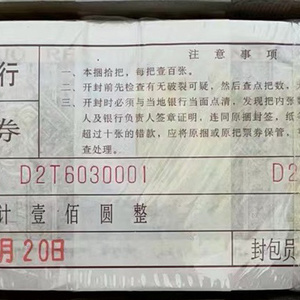 注意事项
行
一、本捆拾把，每把壹百张。
二、开封前先检查有无破裂可疑，然后查点把数，无
三、开封时必须与当地银行当面点清，发现把内张
人及银行负责人签章证明，连同原捆封签，纸
超过十张的错款，应将原捆或把票券保管，
查处理。
券
D2T6030001
D2
计壹佰圆整
月20日
封包员